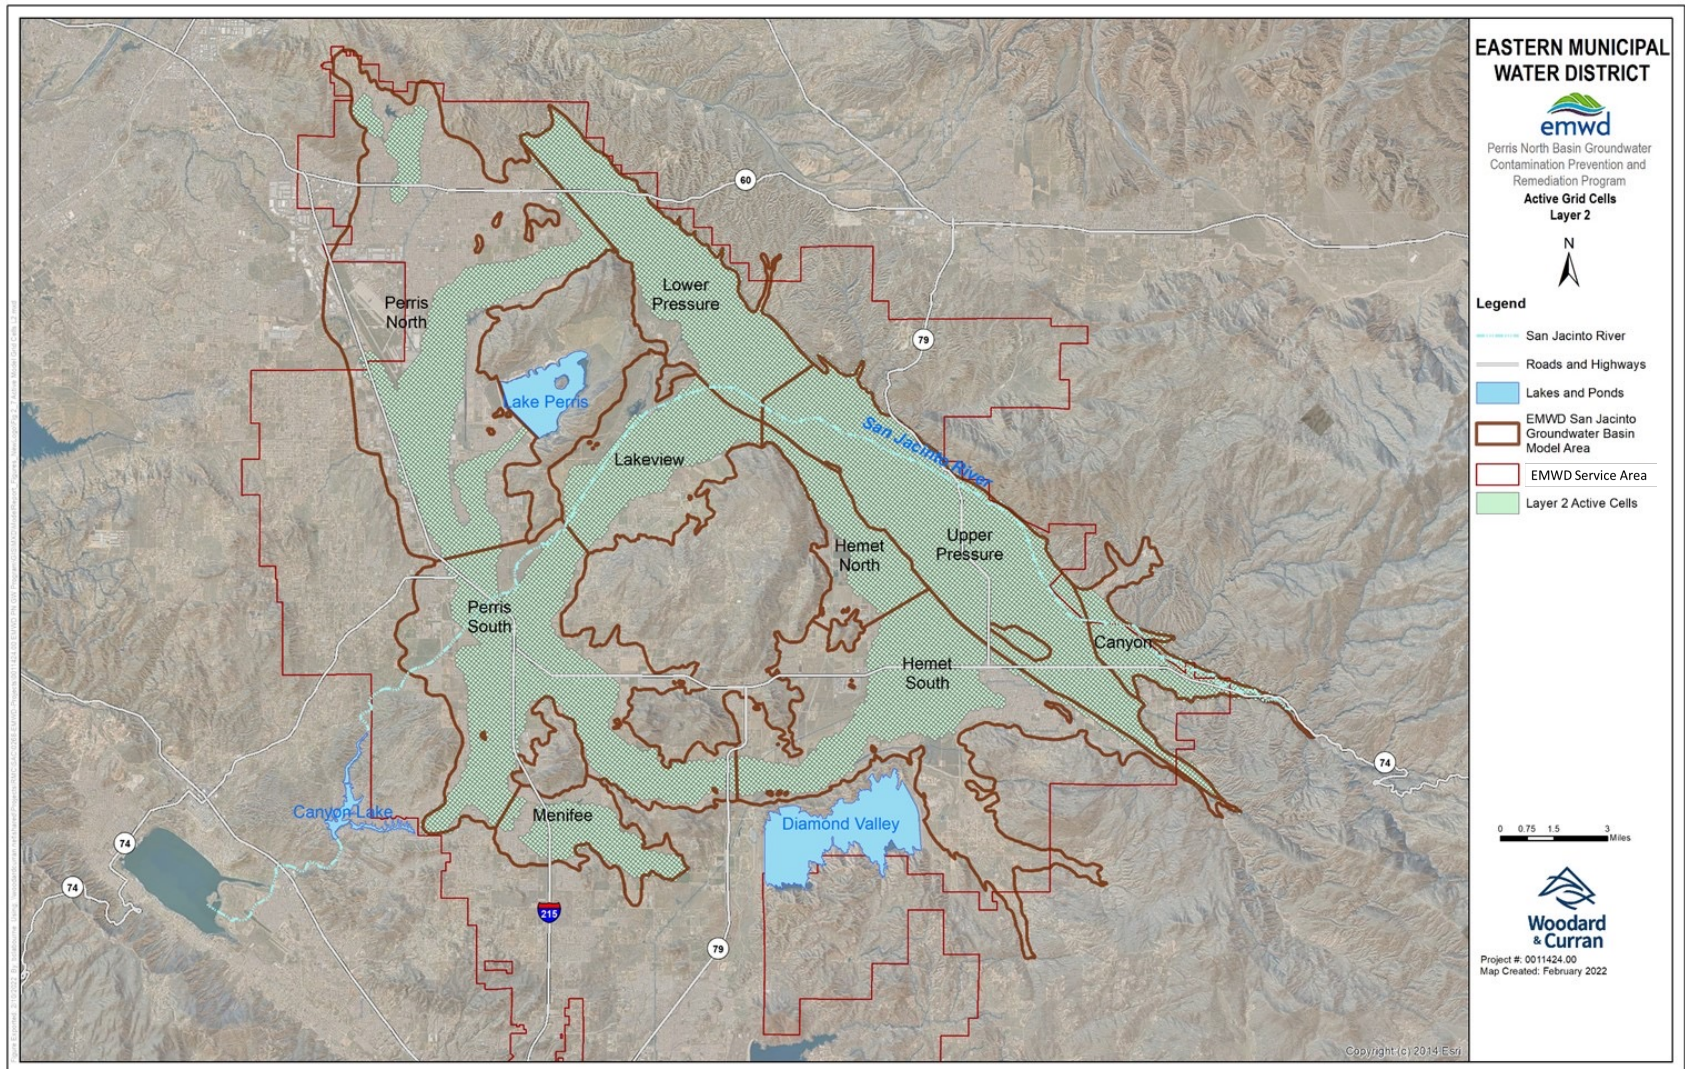 EASTERN MUNICIPAL
WATER DISTRICT
emwd
Perris North Basin Groundwater
Contamination Prevention and
Remediation Program
Active Grid Cells
Layer 2
N
Legend
San Jacinto River
Roads and Highways
Lakes and Ponds
EMWD San Jacinto
Groundwater Basin
Model Area
EMWD Service Area
Layer 2 Active Cells
0 0.75 1.5 3
Miles
Woodard
& Curran
Project #: 0011424.00
Map Created: February 2022
60
Lower
Pressure
Perris
North
79
Lake Perris
San Jacinto River
Lakeview
Upper
Pressure
Hemet
North
Perris
South
Canyon
Hemet
South
74
Canyon Lake
Menifee
Diamond Valley
74
74
215
79
Copyright (c) 2014 Esri